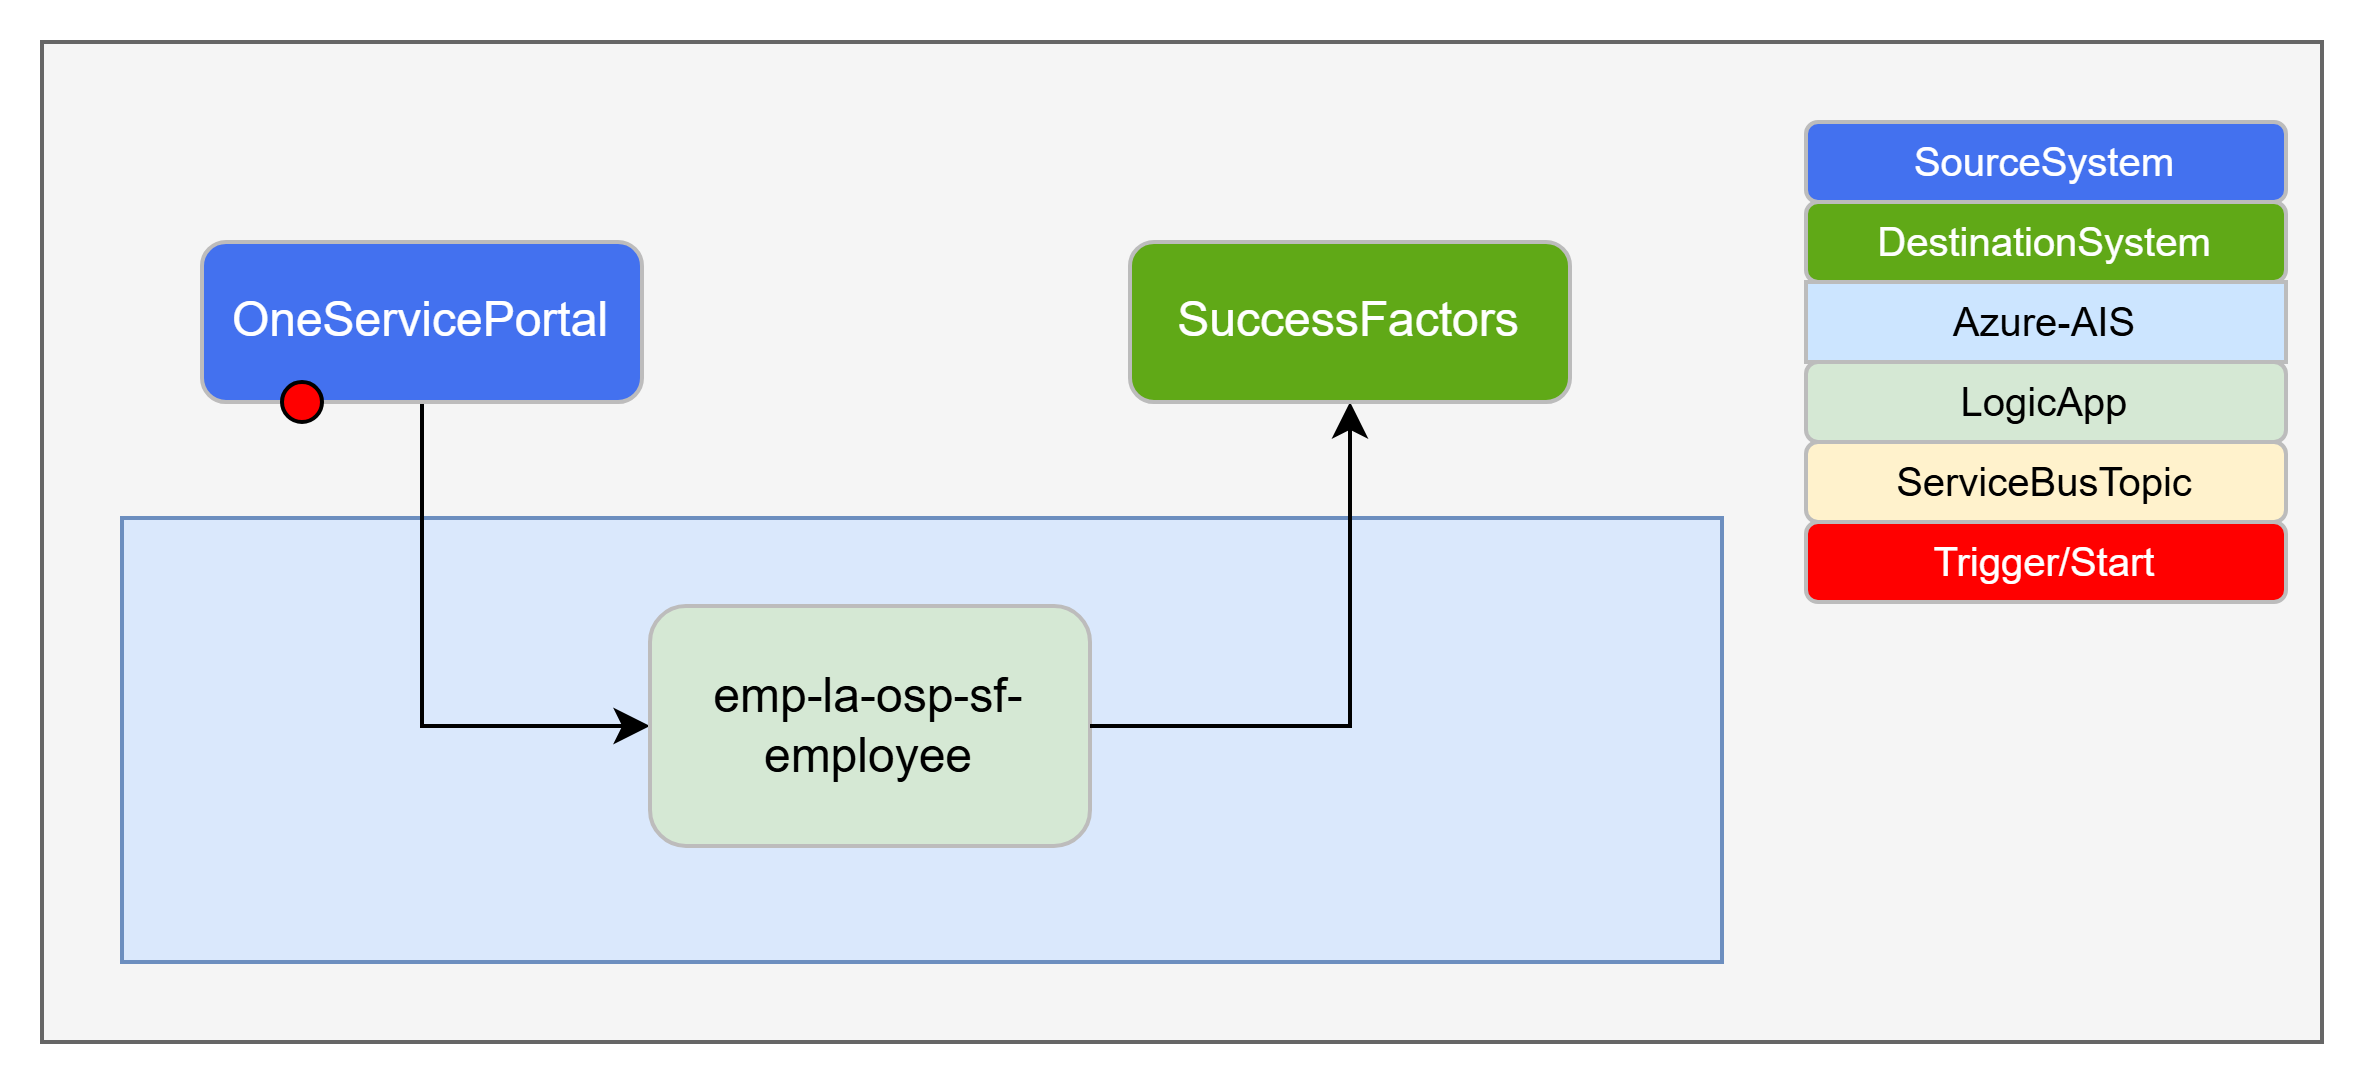 OneServicePortal
SuccessFactors
emp-la-osp-sf-
employee
SourceSystem
DestinationSystem
Azure-AIS
LogicApp
ServiceBusTopic
Trigger/Start